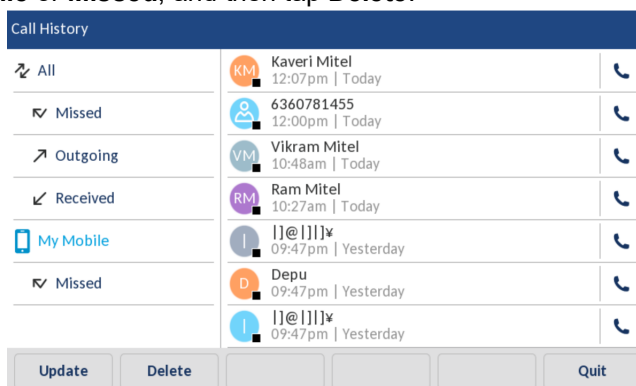 Call History
All
Missed
Outgoing
Received
My Mobile
Missed
KM Kaveri Mitel
12:07pm | Today
6360781455
12:00pm | Today
VM Vikram Mitel
10:48am | Today
RM Ram Mitel
10:27am | Today
| |]@|]|]¥
09:47pm | Yesterday
D Depu
09:47pm | Yesterday
| |]@|]|]¥
09:47pm | Yesterday
Update Delete Quit